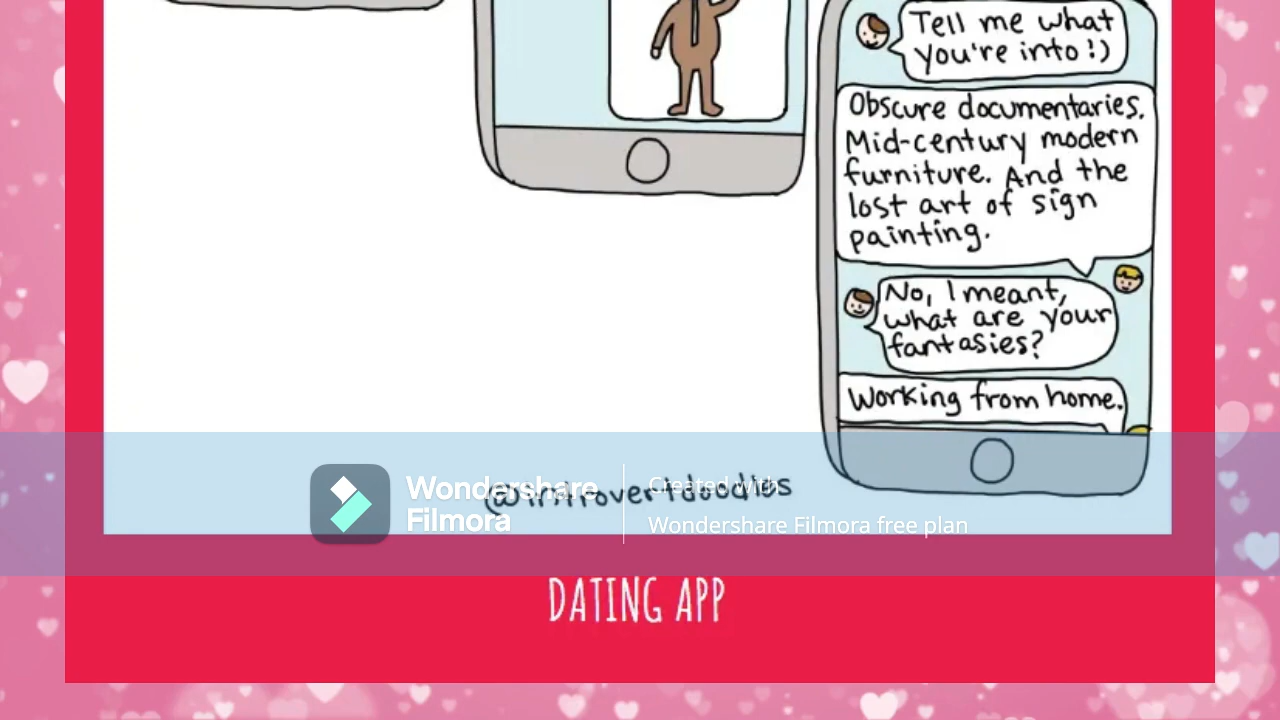 Tell me what
you're into!)
Obscure documentaries.
Mid-century modern
furniture. And the
lost art of sign
painting.
No, I meant,
what are your
fantasies?
Working from home.
@introvertdoodles
Wondershare
Filmora
Created with
Wondershare Filmora free plan
DATING APP